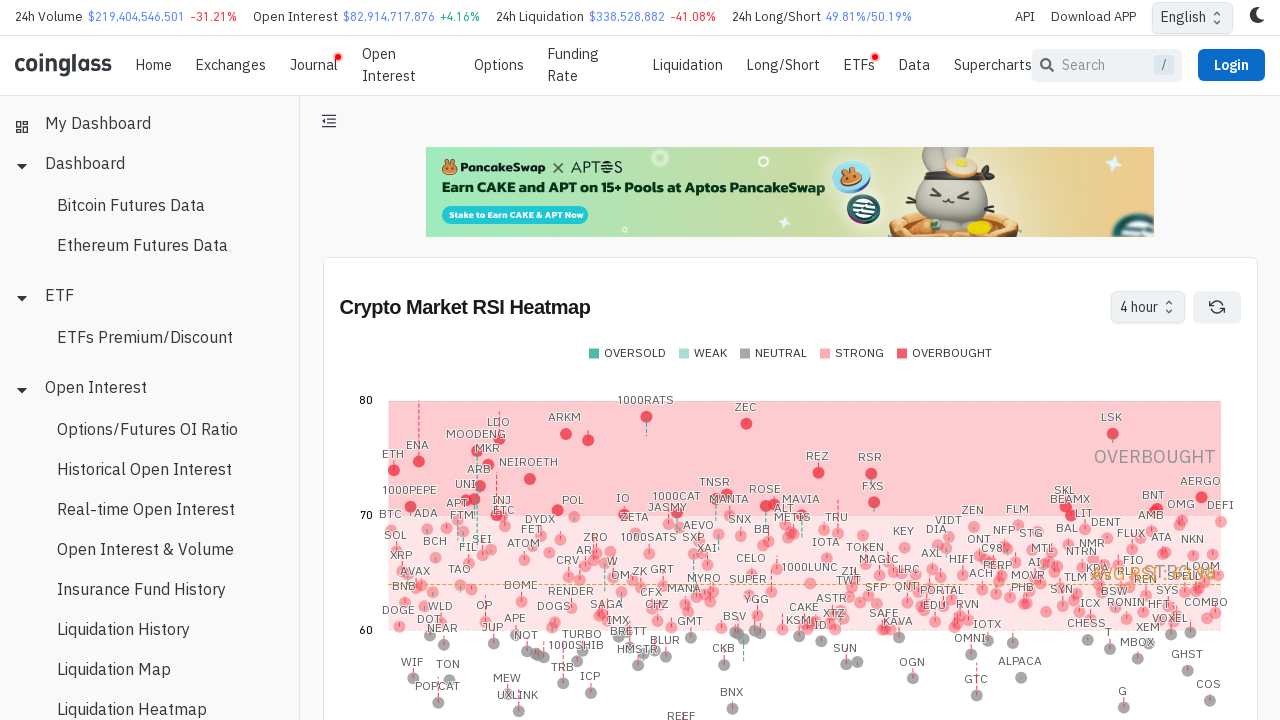 24h Volume $219,404,546,501 -31.21% Open Interest $82,914,717,876 +4.16% 24h Liquidation $338,528,882 -41.08% 24h Long/Short 49.81%/50.19% API Download APP English
coinglass Home Exchanges Journal Open Interest Options Funding Rate Liquidation Long/Short ETFs Data Supercharts Search / Login
My Dashboard
Dashboard
Bitcoin Futures Data
Ethereum Futures Data
ETF
ETFs Premium/Discount
Open Interest
Options/Futures OI Ratio
Historical Open Interest
Real-time Open Interest
Open Interest & Volume
Insurance Fund History
Liquidation History
Liquidation Map
Liquidation Heatmap
PancakeSwap X APTOS
Earn CAKE and APT on 15+ Pools at Aptos PancakeSwap
Stake to Earn CAKE & APT Now
Crypto Market RSI Heatmap 4 hour
OVERSOLD WEAK NEUTRAL STRONG OVERBOUGHT
80
70
60
OVERBOUGHT
1000RATS
ZEC
LDO ARKM LSK
MOODENG
ETH ENA MKR REZ RSR
ARB NEIROETH
UNI TNSR FXS AERGO
1000PEPE 1000CAT ROSE SKL BNT
APT INJ POL IO MANTA MAVIA BEAMX OMG DEFI
BTC ADA FTM ETC DYDX ZETA JASMY SNX ALT METIS TRU ZEN FLM LIT AMB
SOL BCH FIL SEI FET ZRO 1000SATS SXP AEVO KEY DIA VIDT NFP STG BAL DENT FLUX ATA NKN
XRP ATOM XAI IOTA TOKEN AXL ONT C98 MTL NTRN NMR
AVAX TAO CRV ZK GRT CELO 1000LUNC MAGIC HIFI PERP AI FIO LOOM
BNB BOME RENDER CFX MANA MYRO SUPER ZIL TWT SFP LRC QNT ACH MOVR PHB TLM SYN BSW REN SYS
DOGE WLD OP DOGS SAGA CHZ YGG CAKE ASTR PORTAL EDU RVN ICX RONIN HFT COMBO
DOT APE IMX GMT BSV KSM XTZ SAFE KAVA IOTX CHESS XEM VOXEL
NEAR JUP NOT TURBO BRETT BLUR ID OMNI T MBOX
1000SHIB HMSTR CKB SUN GHST
WIF TON TRB OGN ALPACA
POPCAT MEW ICP GTC COS
UXLINK BNX G
REEF